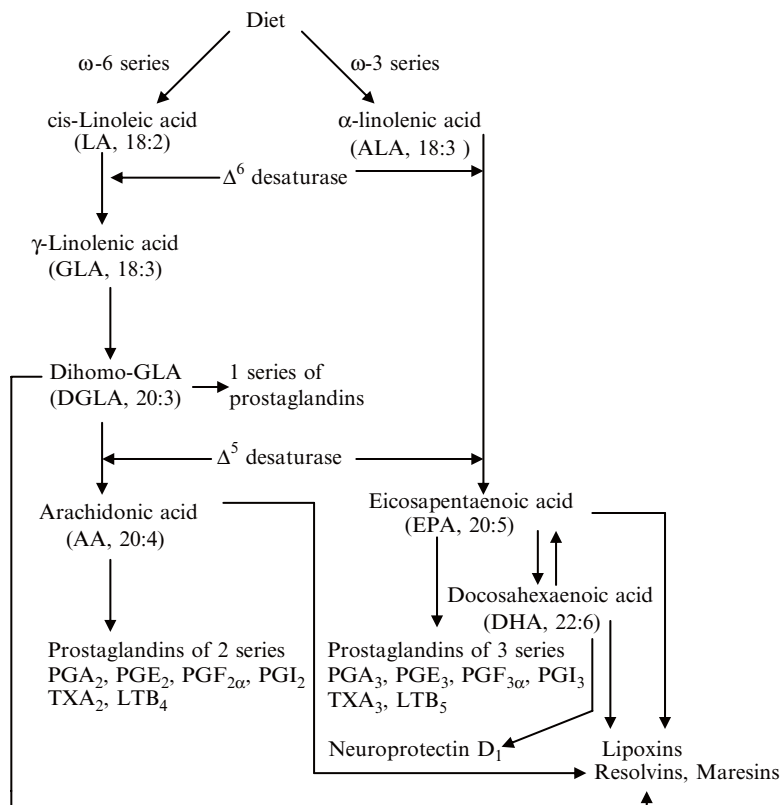 Diet
ω-6 series
ω-3 series
cis-Linoleic acid
(LA, 18:2)
α-linolenic acid
(ALA, 18:3 )
Δ⁶ desaturase
γ-Linolenic acid
(GLA, 18:3)
Dihomo-GLA
(DGLA, 20:3)
1 series of
prostaglandins
Δ⁵ desaturase
Arachidonic acid
(AA, 20:4)
Eicosapentaenoic acid
(EPA, 20:5)
Docosahexaenoic acid
(DHA, 22:6)
Prostaglandins of 2 series
PGA₂, PGE₂, PGF₂α, PGI₂
TXA₂, LTB₄
Prostaglandins of 3 series
PGA₃, PGE₃, PGF₃α, PGI₃
TXA₃, LTB₅
Neuroprotectin D₁
Lipoxins
Resolvins, Maresins